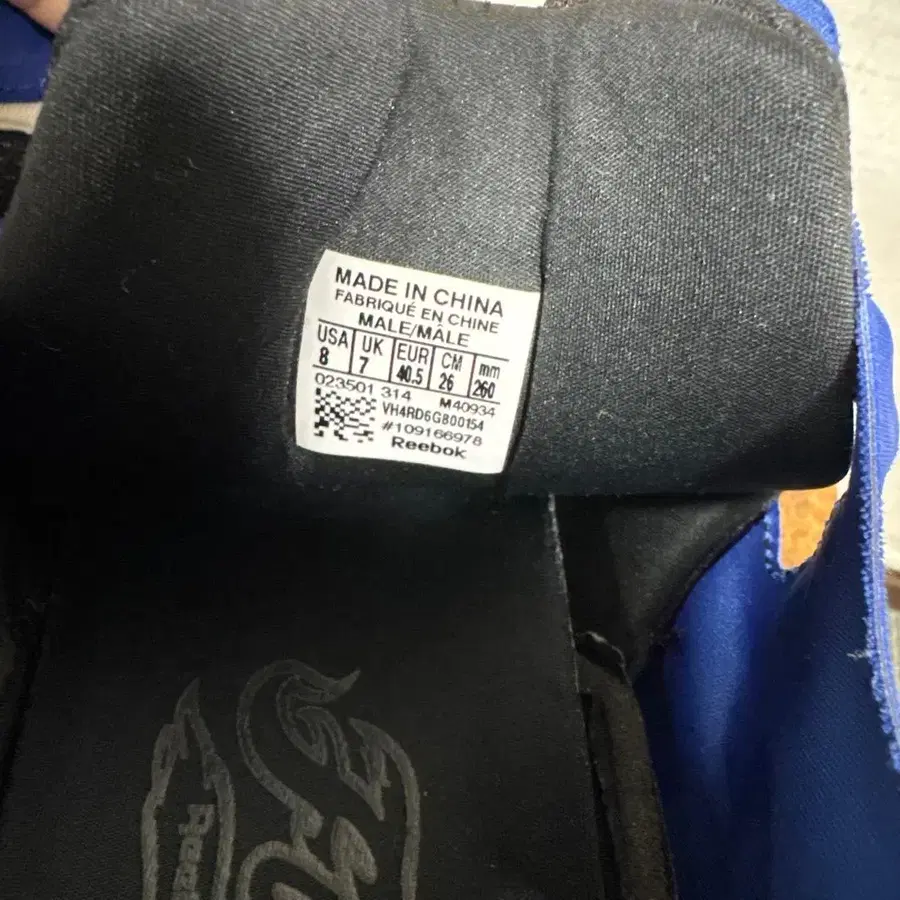 MADE IN CHINA
FABRIQUÉ EN CHINE
MALE/MÂLE
USA UK EUR CM mm
8 7 40.5 26 260
023501 314 M40934
VH4RD6G800154
#109166978
Reebok
Reeb